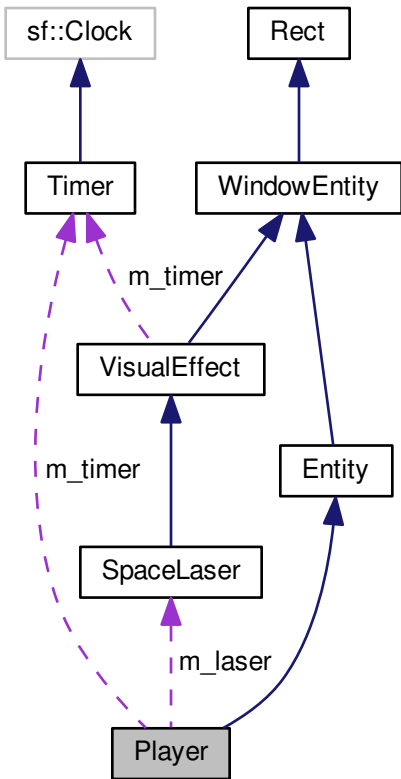 sf::Clock
Rect
Timer
WindowEntity
m_timer
VisualEffect
m_timer
Entity
SpaceLaser
m_laser
Player